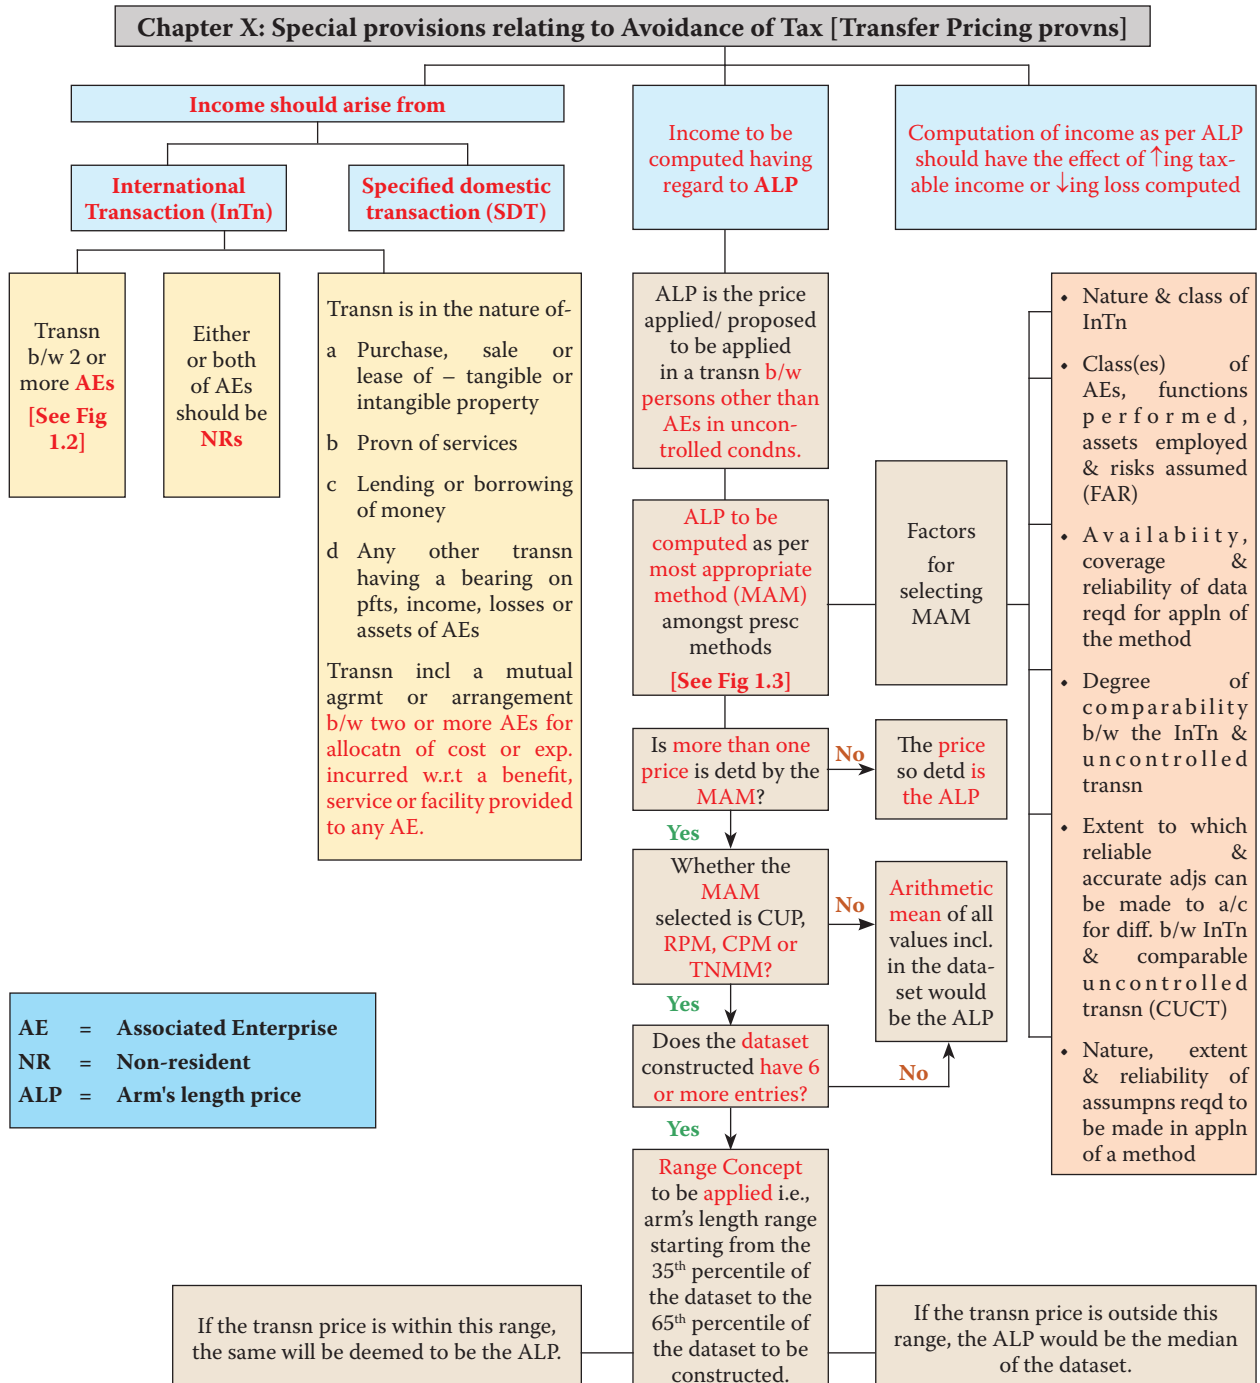 Chapter X: Special provisions relating to Avoidance of Tax [Transfer Pricing provns]
Income should arise from
International
Transaction (InTn)
Specified domestic
transaction (SDT)
Income to be
computed having
regard to ALP
Computation of income as per ALP
should have the effect of ↑ing tax-
able income or ↓ing loss computed
Transn
b/w 2 or
more AEs
[See Fig
1.2]
Either
or both
of AEs
should be
NRs
Transn is in the nature of-
a Purchase, sale or
lease of – tangible or
intangible property
b Provn of services
c Lending or borrowing
of money
d Any other transn
having a bearing on
pfts, income, losses or
assets of AEs
Transn incl a mutual
agrmt or arrangement
b/w two or more AEs for
allocatn of cost or exp.
incurred w.r.t a benefit,
service or facility provided
to any AE.
ALP is the price
applied/ proposed
to be applied
in a transn b/w
persons other than
AEs in uncon-
trolled condns.
ALP to be
computed as per
most appropriate
method (MAM)
amongst presc
methods
[See Fig 1.3]
Factors
for
selecting
MAM
• Nature & class of
InTn
• Class(es) of
AEs, functions
performed,
assets employed
& risks assumed
(FAR)
• Availabiity,
coverage &
reliability of data
reqd for appln of
the method
• Degree of
comparability
b/w the InTn &
uncontrolled
transn
• Extent to which
reliable &
accurate adjs can
be made to a/c
for diff. b/w InTn
& comparable
uncontrolled
transn (CUCT)
• Nature, extent
& reliability of
assumpns reqd to
be made in appln
of a method
Is more than one
price is detd by the
MAM?
No
The price
so detd is
the ALP
Yes
Whether the
MAM
selected is CUP,
RPM, CPM or
TNMM?
No
Arithmetic
mean of all
values incl.
in the data-
set would
be the ALP
Yes
Does the dataset
constructed have 6
or more entries?
No
Yes
Range Concept
to be applied i.e.,
arm's length range
starting from the
35th percentile of
the dataset to the
65th percentile of
the dataset to be
constructed.
If the transn price is within this range,
the same will be deemed to be the ALP.
If the transn price is outside this
range, the ALP would be the median
of the dataset.
AE = Associated Enterprise
NR = Non-resident
ALP = Arm's length price